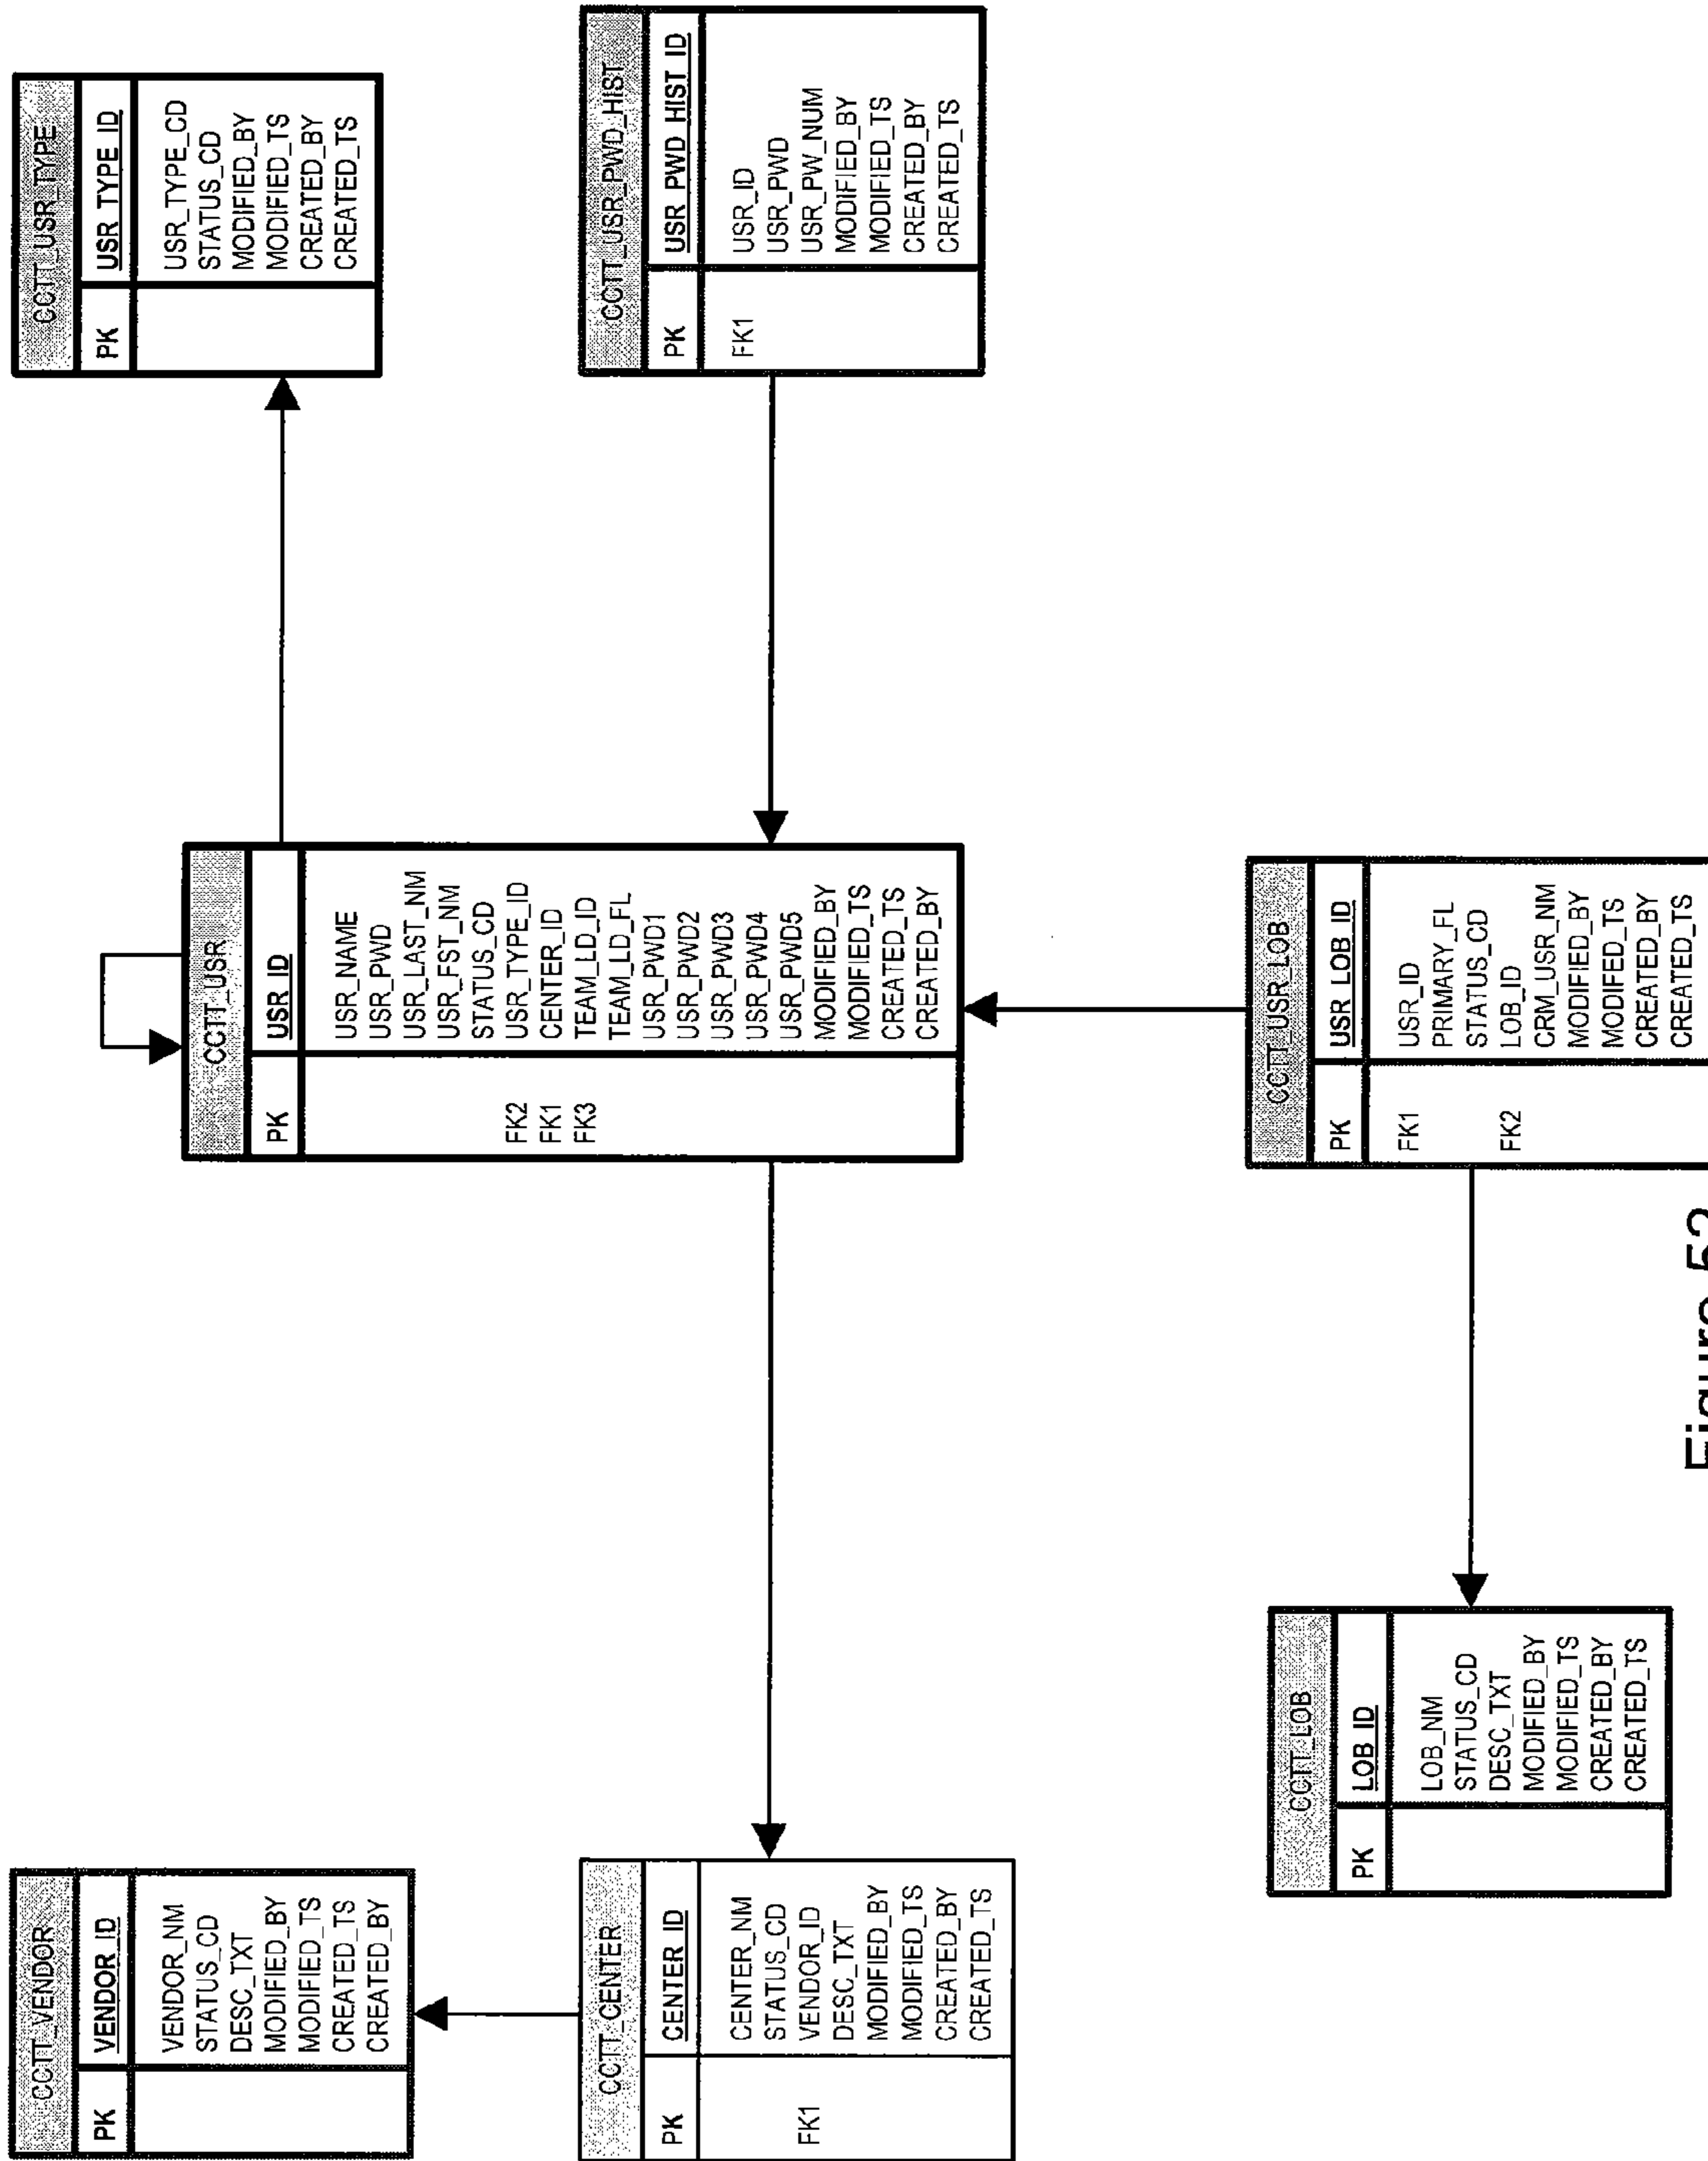 CCTT_VENDOR
PK VENDOR_ID
VENDOR_NM
STATUS_CD
DESC_TXT
MODIFIED_BY
MODIFIED_TS
CREATED_TS
CREATED_BY
CCTT_CENTER
PK CENTER_ID
CENTER_NM
STATUS_CD
FK1 VENDOR_ID
DESC_TXT
MODIFIED_BY
MODIFIED_TS
CREATED_BY
CREATED_TS
CCTT_LOB
PK LOB_ID
LOB_NM
STATUS_CD
DESC_TXT
MODIFIED_BY
MODIFIED_TS
CREATED_BY
CREATED_TS
CCTT_USR
PK USR_ID
USR_NAME
USR_PWD
USR_LAST_NM
USR_FST_NM
STATUS_CD
FK2 USR_TYPE_ID
FK1 CENTER_ID
FK3 TEAM_LD_ID
TEAM_LD_FL
USR_PWD1
USR_PWD2
USR_PWD3
USR_PWD4
USR_PWD5
MODIFIED_BY
MODIFIED_TS
CREATED_TS
CREATED_BY
CCTT_USR_LOB
PK USR_LOB_ID
FK1 USR_ID
PRIMARY_FL
STATUS_CD
FK2 LOB_ID
CRM_USR_NM
MODIFIED_BY
MODIFED_TS
CREATED_BY
CREATED_TS
CCTT_USR_TYPE
PK USR_TYPE_ID
USR_TYPE_CD
STATUS_CD
MODIFIED_BY
MODIFIED_TS
CREATED_BY
CREATED_TS
CCTT_USR_PWD_HIST
PK USR_PWD_HIST_ID
FK1 USR_ID
USR_PWD
USR_PW_NUM
MODIFIED_BY
MODIFIED_TS
CREATED_BY
CREATED_TS
Figure 52